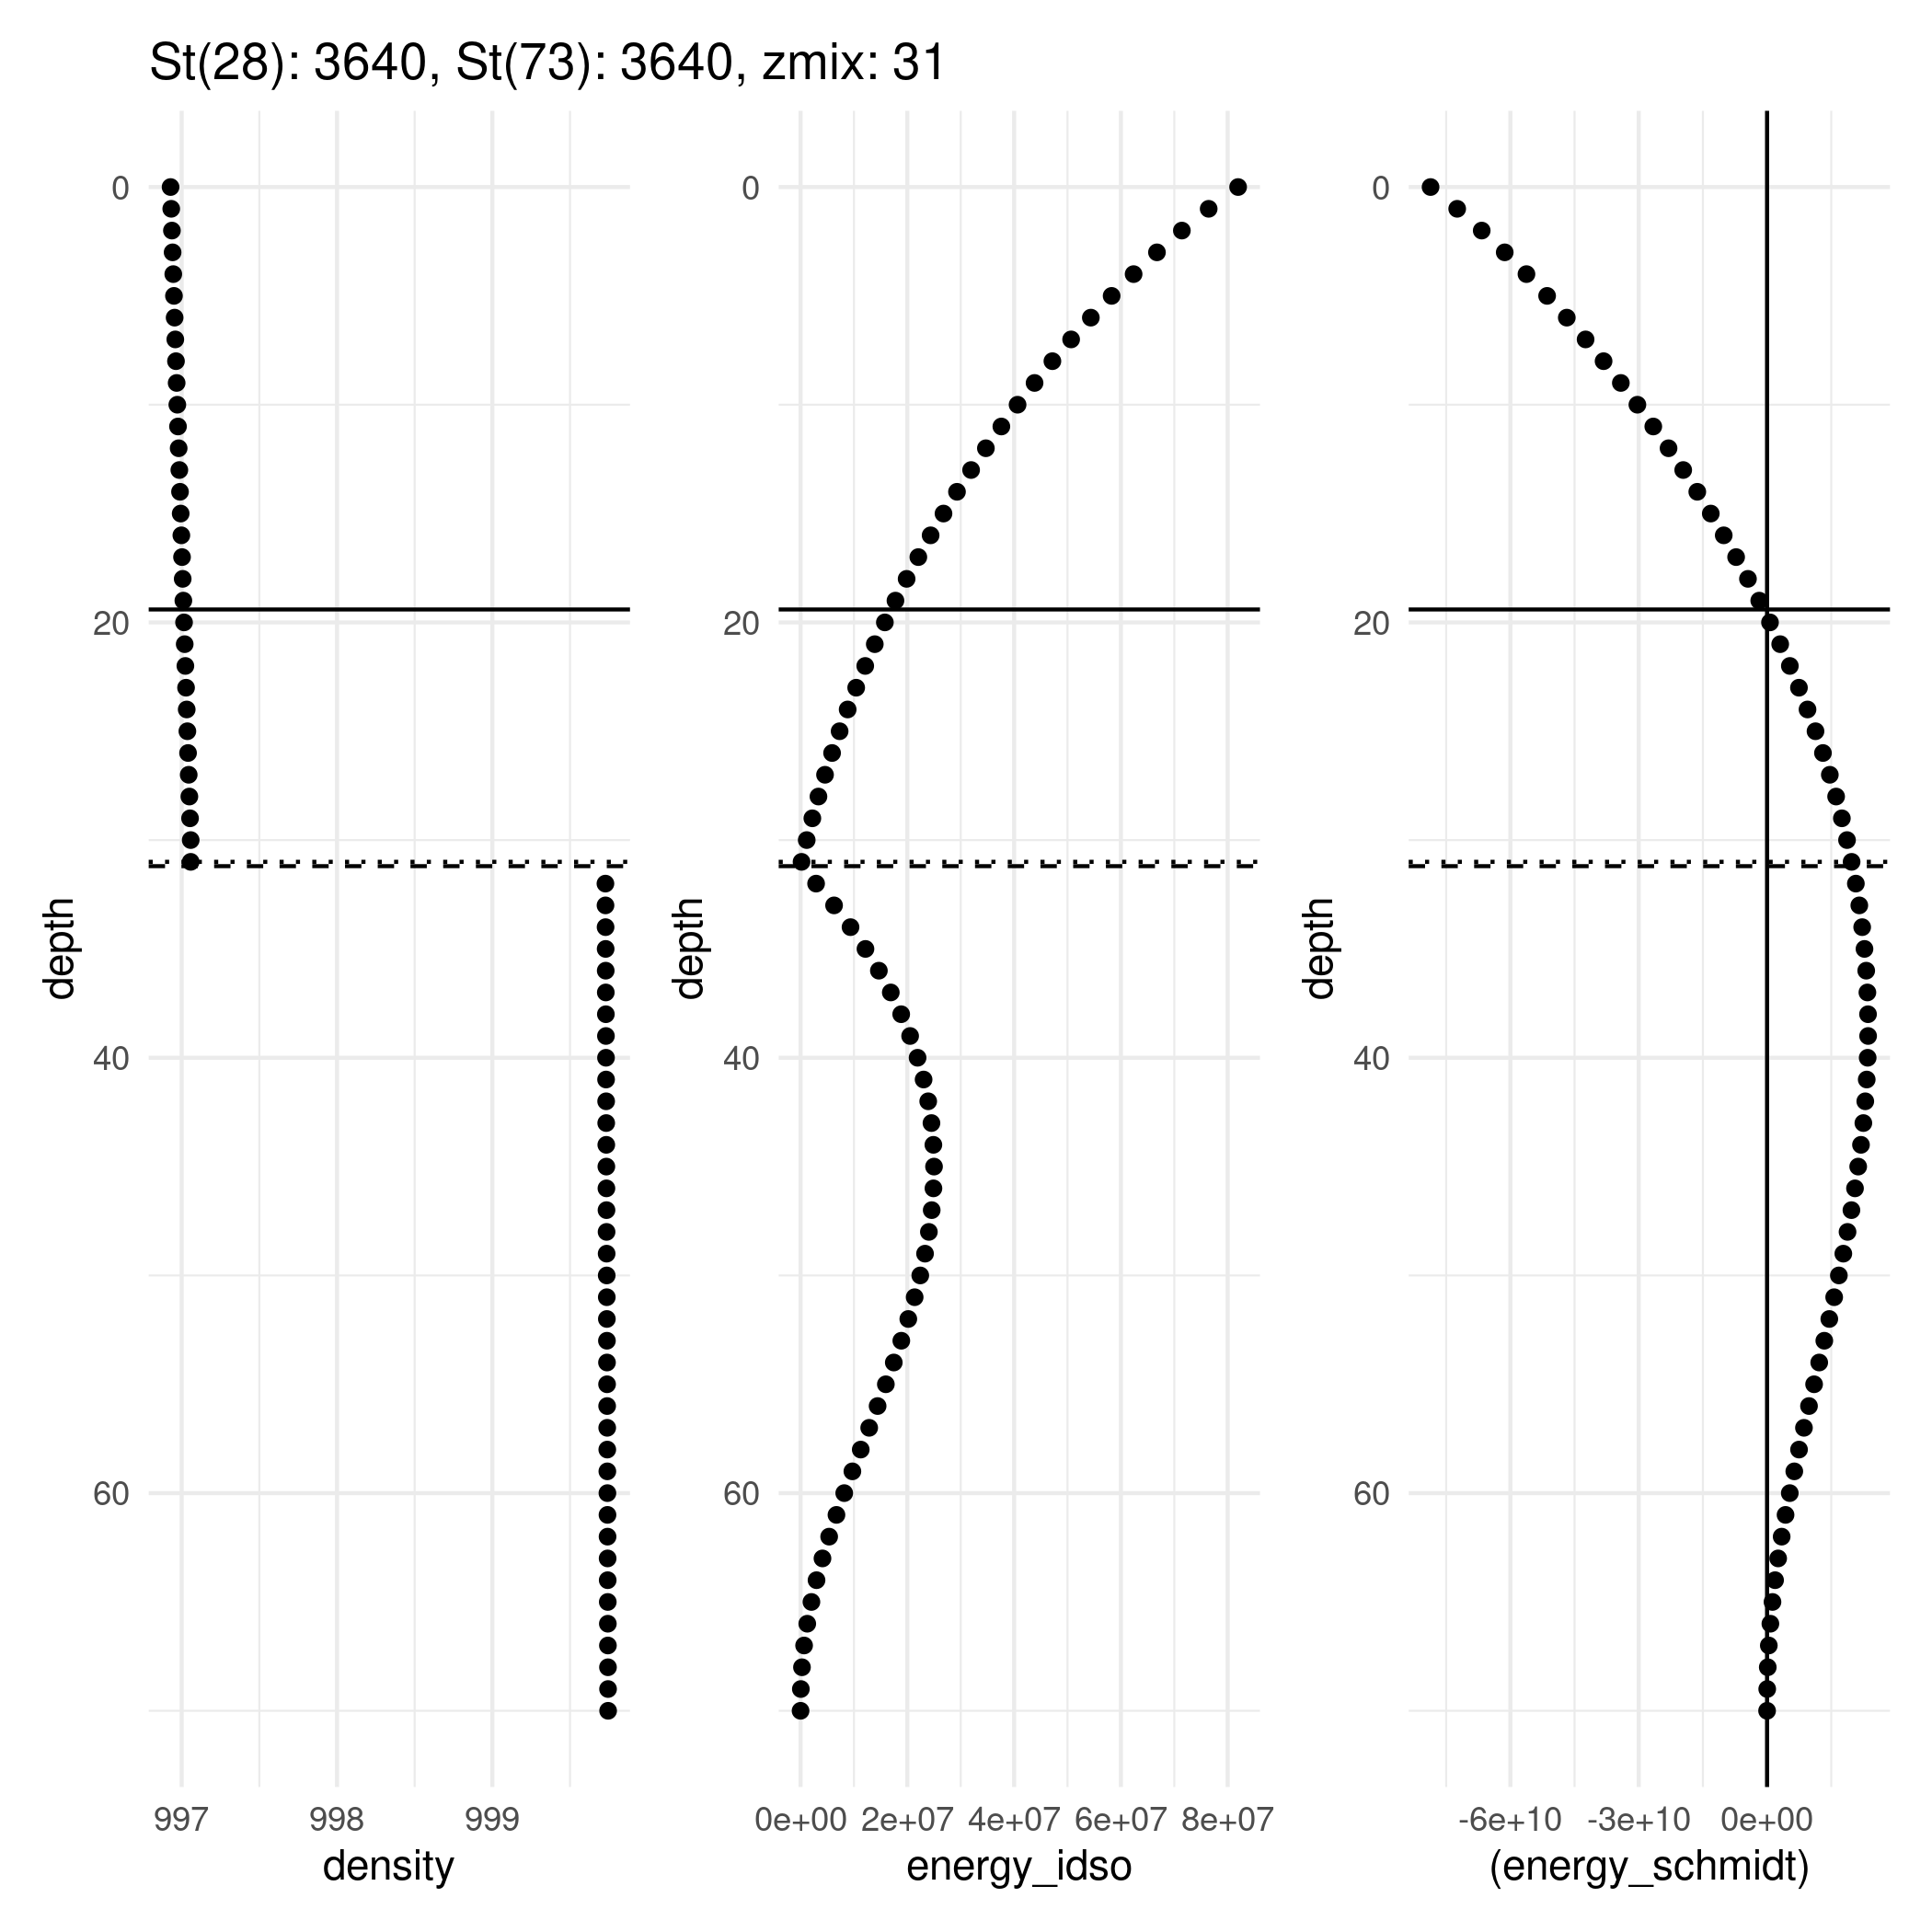 St(28): 3640, St(73): 3640, zmix: 31
0
20
40
60
depth
997 998 999
density
0
20
40
60
depth
0e+00 2e+07 4e+07 6e+07 8e+07
energy_idso
0
20
40
60
depth
-6e+10 -3e+10 0e+00
(energy_schmidt)